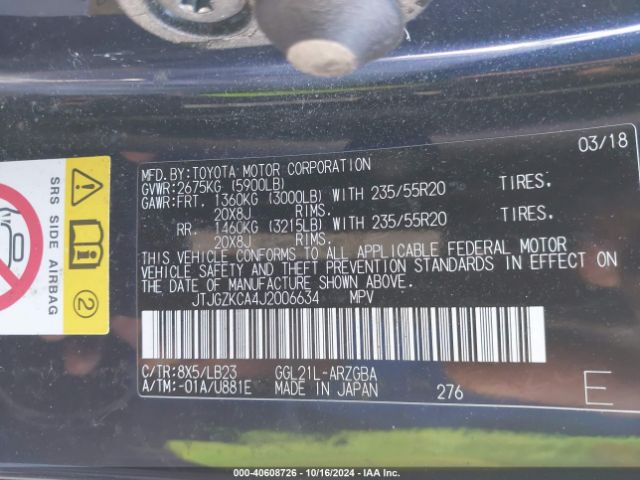 03/18
MFD.BY:TOYOTA MOTOR CORPORATION
GVWR:2675KG (5900LB)
GAWR:FRT. 1360KG (3000LB) WITH 235/55R20 TIRES.
20X8J RIMS.
RR. 1460KG (3215LB) WITH 235/55R20 TIRES.
20X8J RIMS.
THIS VEHICLE CONFORMS TO ALL APPLICABLE FEDERAL MOTOR
VEHICLE SAFETY AND THEFT PREVENTION STANDARDS IN EFFECT ON
THE DATE OF MANUFACTURE SHOWN ABOVE.
JTJGZKCA4J2006634 MPV
C/TR:8X5/LB23 GGL21L-ARZGBA
A/TM:-01A/U881E MADE IN JAPAN 276 E
SRS SIDE AIRBAG
2
000-40608726 - 10/16/2024 - IAA Inc.